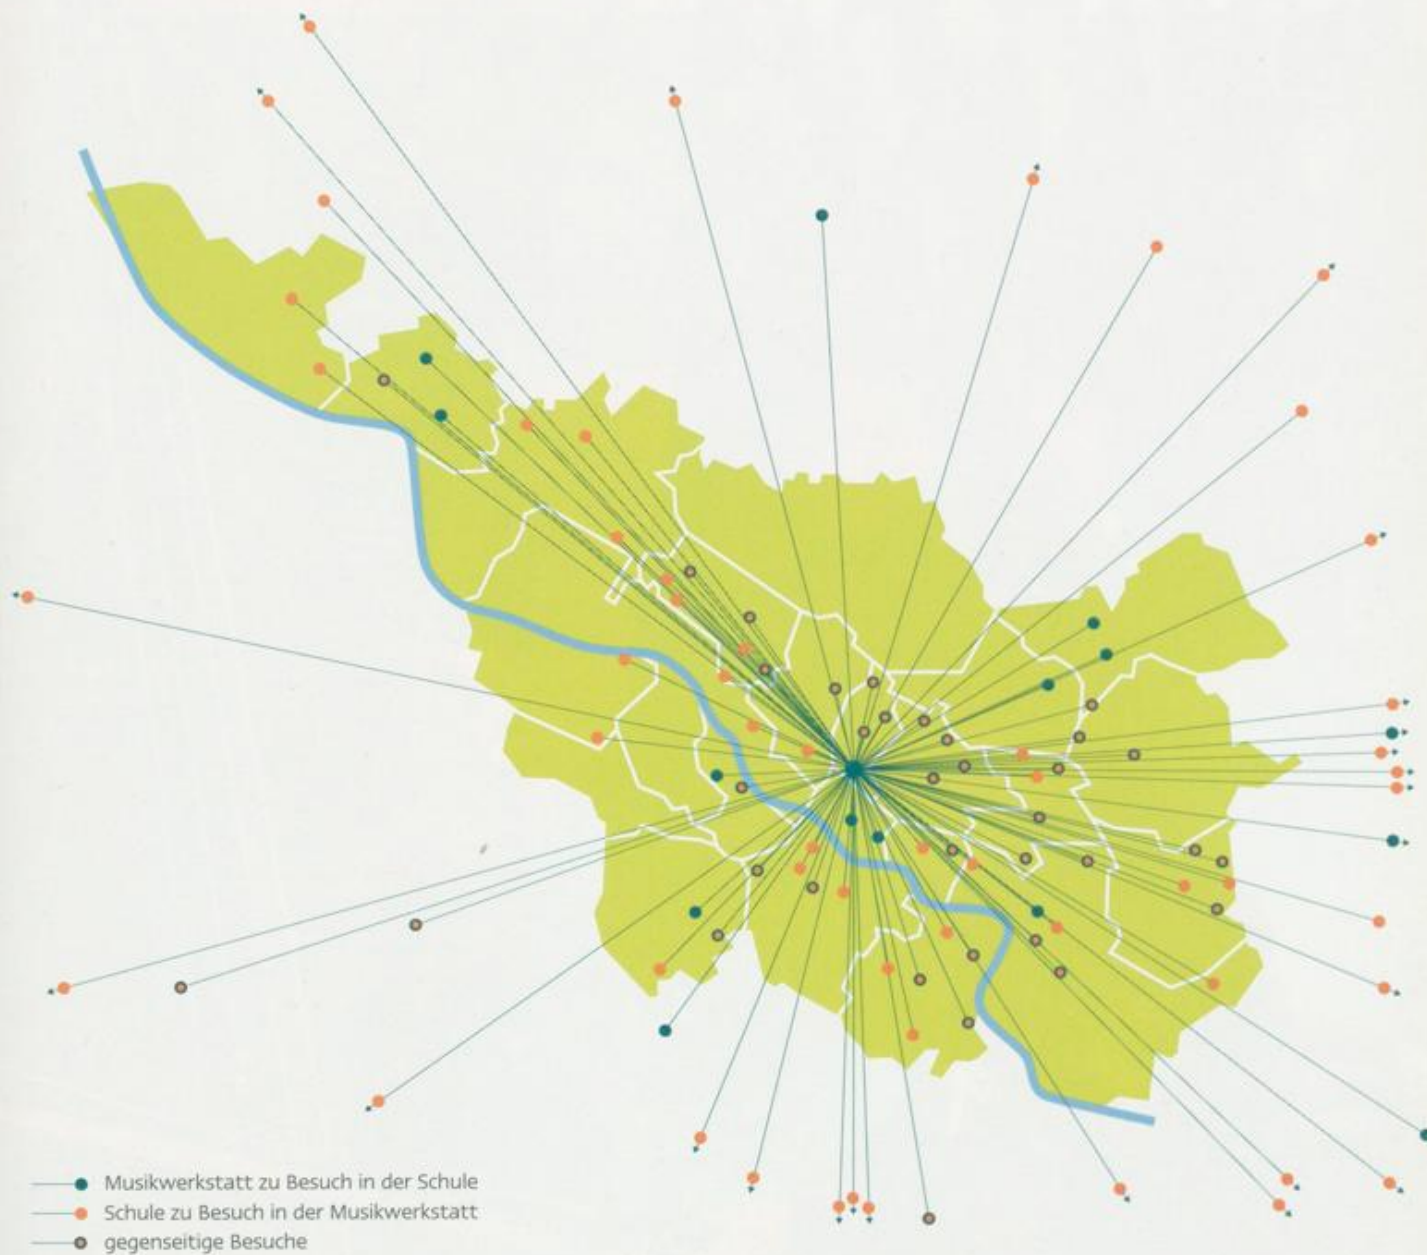 Musikwerkstatt zu Besuch in der Schule
Schule zu Besuch in der Musikwerkstatt
gegenseitige Besuche